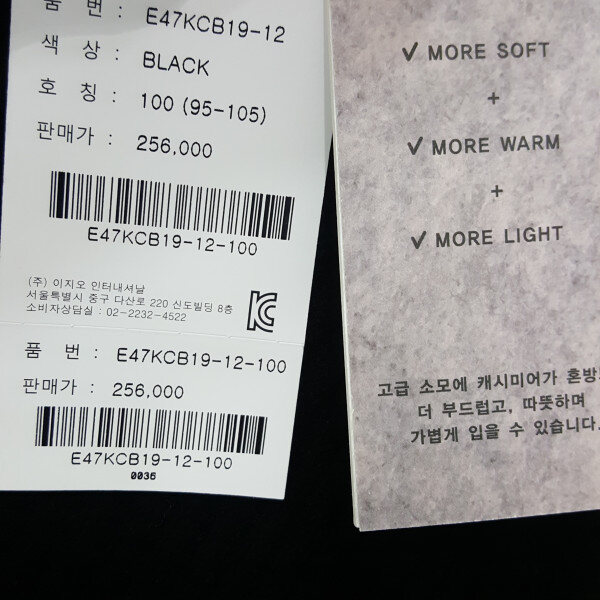 품 번 : E47KCB19-12
색 상 : BLACK
호 칭 : 100 (95-105)
판매가 : 256,000
E47KCB19-12-100
(주) 이지오 인터내셔날
서울특별시 중구 다산로 220 신도빌딩 8층
소비자상담실 : 02-2232-4522
품 번 : E47KCB19-12-100
판매가 : 256,000
E47KCB19-12-100
0036
✓ MORE SOFT
+
✓ MORE WARM
+
✓ MORE LIGHT
고급 소모에 캐시미어가
더 부드럽고, 따뜻하며
가볍게 입을 수 있습니다.